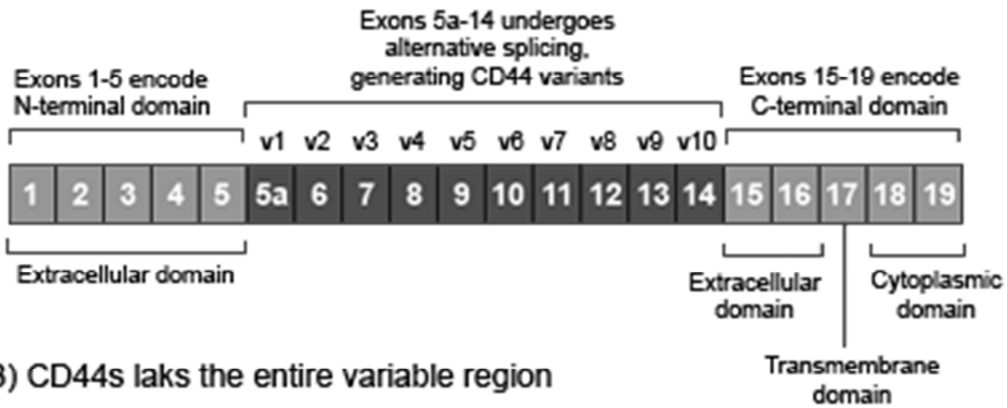 Exons 5a-14 undergoes
alternative splicing,
generating CD44 variants
Exons 1-5 encode
N-terminal domain
Exons 15-19 encode
C-terminal domain
v1 v2 v3 v4 v5 v6 v7 v8 v9 v10
1 2 3 4 5 5a 6 7 8 9 10 11 12 13 14 15 16 17 18 19
Extracellular domain
Extracellular
domain
Cytoplasmic
domain
Transmembrane
domain
3) CD44s laks the entire variable region